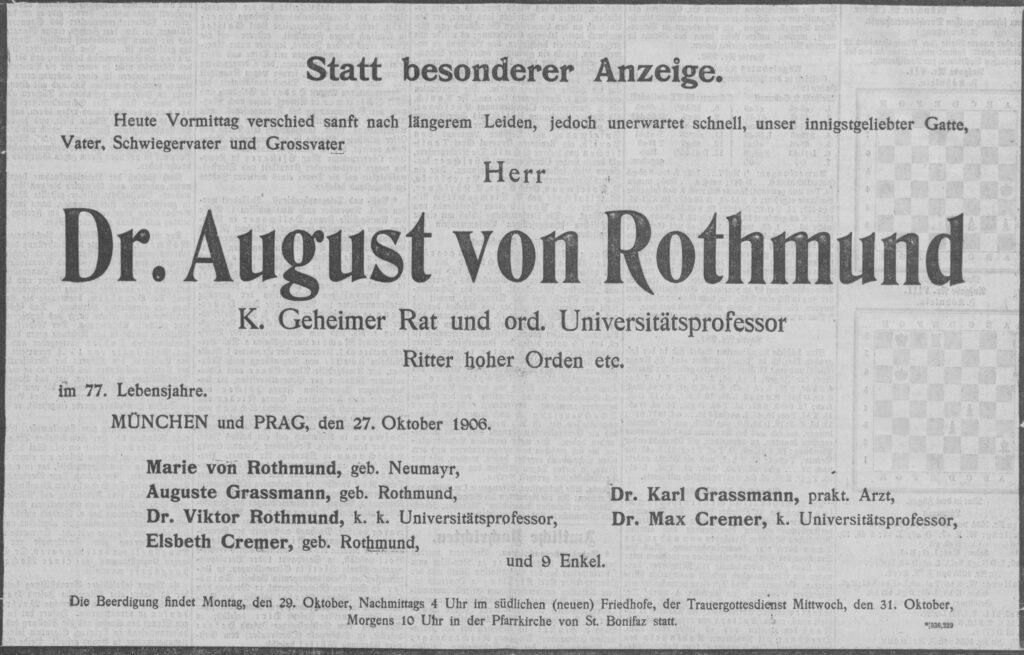 Statt besonderer Anzeige.
Heute Vormittag verschied sanft nach längerem Leiden, jedoch unerwartet schnell, unser innigstgeliebter Gatte,
Vater, Schwiegervater und Grossvater
Herr
Dr. August von Rothmund
K. Geheimer Rat und ord. Universitätsprofessor
Ritter hoher Orden etc.
im 77. Lebensjahre.
MÜNCHEN und PRAG, den 27. Oktober 1906.
Marie von Rothmund, geb. Neumayr,
Auguste Grassmann, geb. Rothmund, Dr. Karl Grassmann, prakt. Arzt,
Dr. Viktor Rothmund, k. k. Universitätsprofessor, Dr. Max Cremer, k. Universitätsprofessor,
Elsbeth Cremer, geb. Rothmund,
und 9 Enkel.
Die Beerdigung findet Montag, den 29. Oktober, Nachmittags 4 Uhr im südlichen (neuen) Friedhofe, der Trauergottesdienst Mittwoch, den 31. Oktober,
Morgens 10 Uhr in der Pfarrkirche von St. Bonifaz statt.